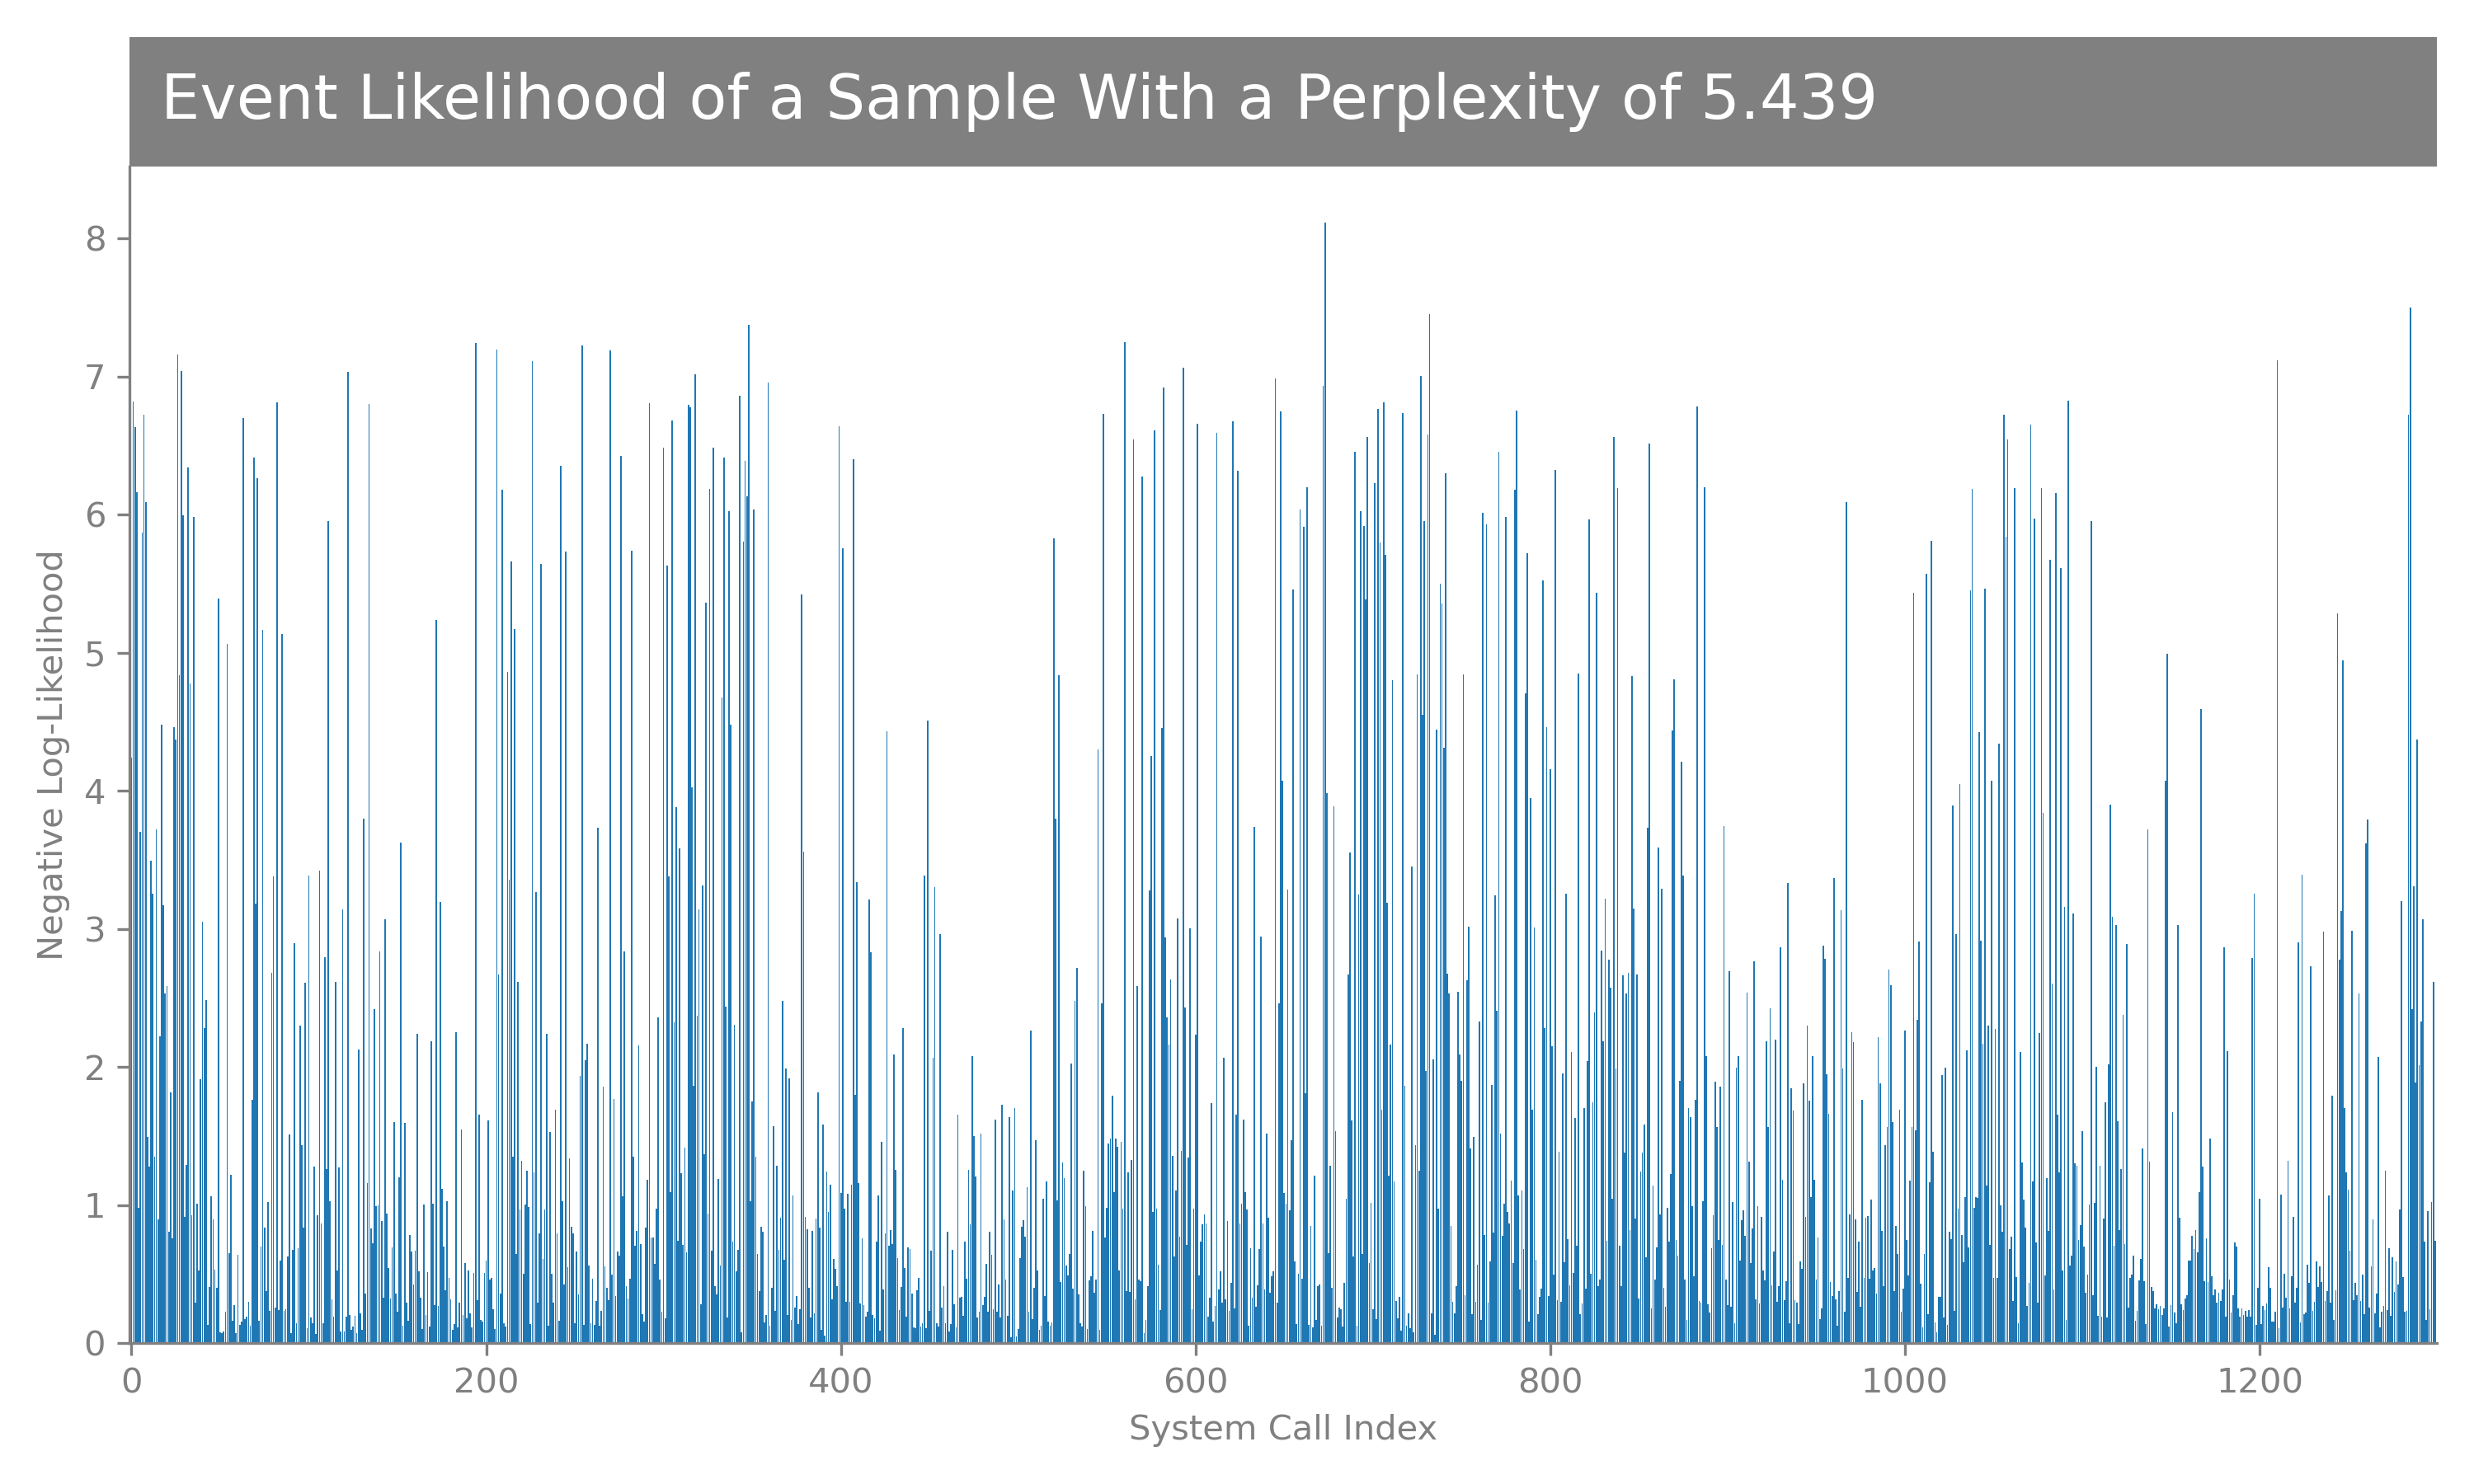 Event Likelihood of a Sample With a Perplexity of 5.439
Negative Log-Likelihood
8
7
6
5
4
3
2
1
0
0 200 400 600 800 1000 1200
System Call Index